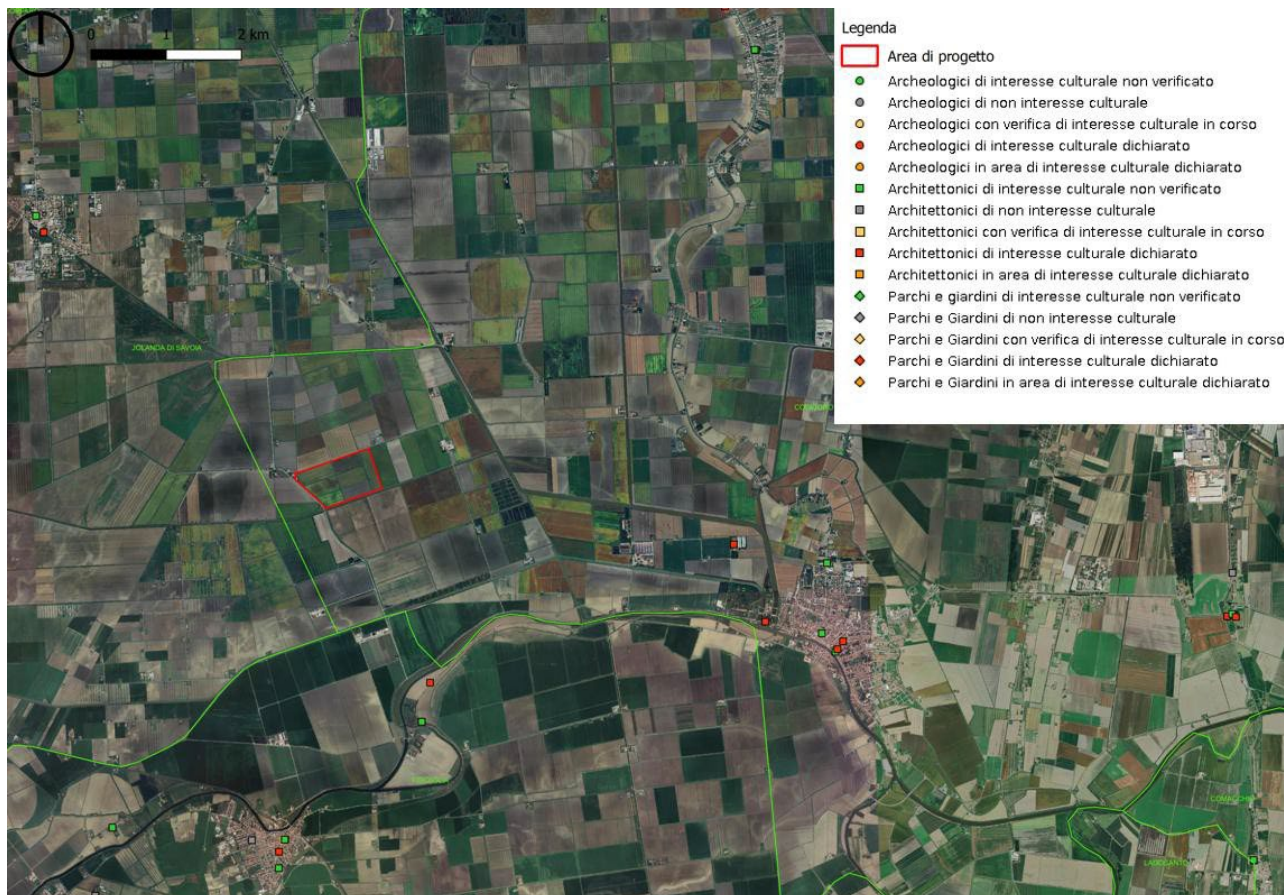 0 1 2 km
Legenda
Area di progetto
Archeologici di interesse culturale non verificato
Archeologici di non interesse culturale
Archeologici con verifica di interesse culturale in corso
Archeologici di interesse culturale dichiarato
Archeologici in area di interesse culturale dichiarato
Architettonici di interesse culturale non verificato
Architettonici di non interesse culturale
Architettonici con verifica di interesse culturale in corso
Architettonici di interesse culturale dichiarato
Architettonici in area di interesse culturale dichiarato
Parchi e giardini di interesse culturale non verificato
Parchi e Giardini di non interesse culturale
Parchi e Giardini con verifica di interesse culturale in corso
Parchi e Giardini di interesse culturale dichiarato
Parchi e Giardini in area di interesse culturale dichiarato
JOLANDA DI SAVOIA